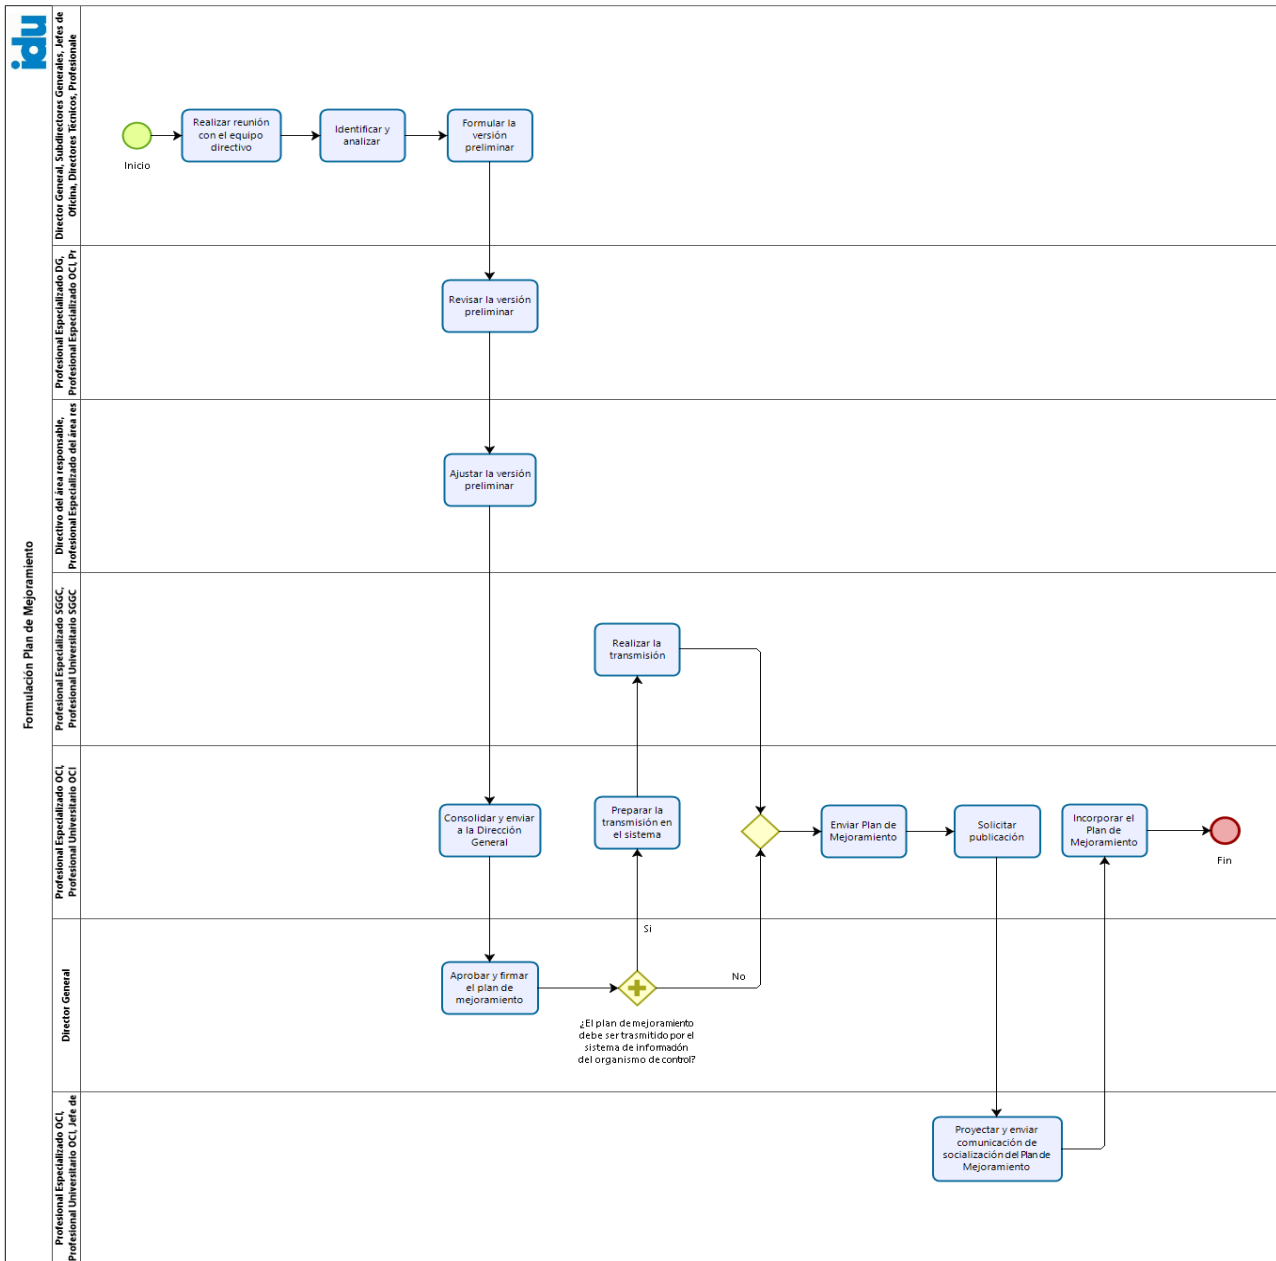 idu
Formulación Plan de Mejoramiento
Director General, Subdirectores Generales, Jefes de
Oficina, Directores Técnicos, Profesionale
Inicio
Realizar reunión
con el equipo
directivo
Identificar y
analizar
Formular la
versión
preliminar
Profesional Especializado DG,
Profesional Especializado OCI, Pr
Revisar la versión
preliminar
Directivo del área responsable,
Profesional Especializado del área res
Ajustar la versión
preliminar
Profesional Especializado SGGC,
Profesional Universitario SGGC
Realizar la
transmisión
Profesional Especializado OCI,
Profesional Universitario OCI
Consolidar y enviar
a la Dirección
General
Preparar la
transmisión en
el sistema
Enviar Plan de
Mejoramiento
Solicitar
publicación
Incorporar el
Plan de
Mejoramiento
Fin
Director General
Aprobar y firmar
el plan de
mejoramiento
Si
No
¿El plan de mejoramiento
debe ser trasmitido por el
sistema de información
del organismo de control?
Profesional Especializado OCI,
Profesional Universitario OCI, Jefe de
Proyectar y enviar
comunicación de
socialización del Plan de
Mejoramiento